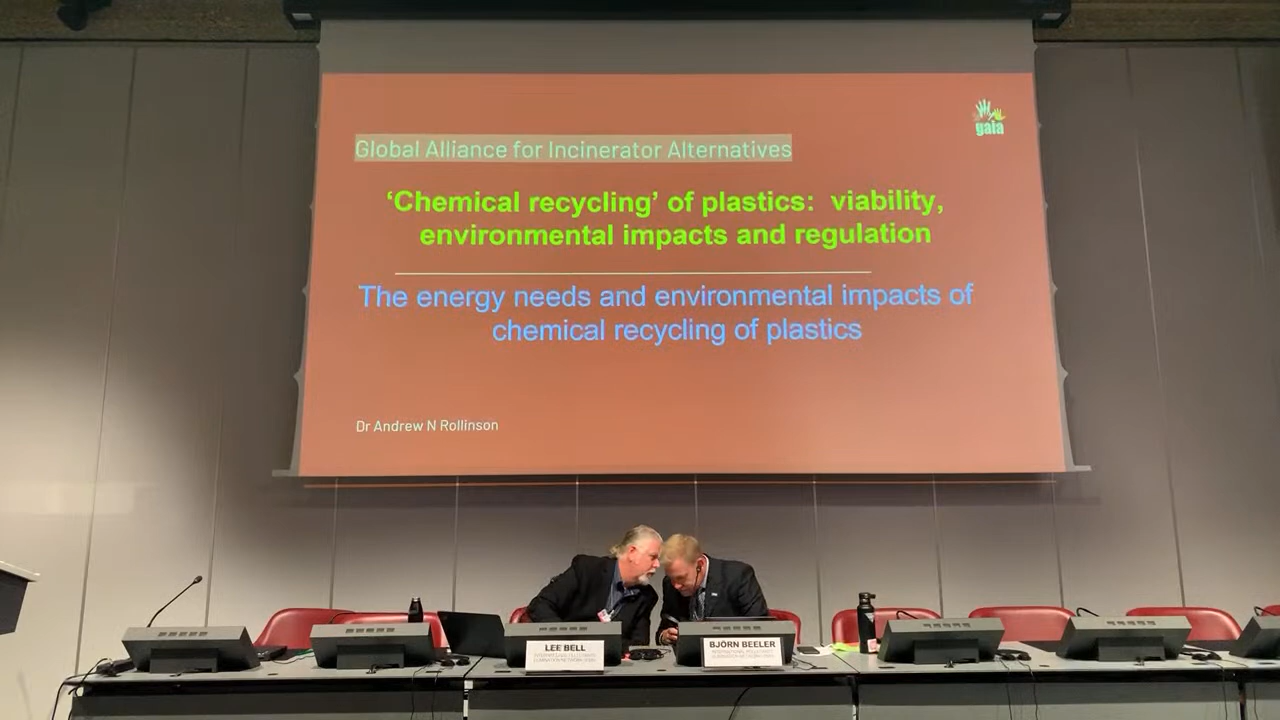 gaia
Global Alliance for Incinerator Alternatives
‘Chemical recycling’ of plastics: viability,
environmental impacts and regulation
The energy needs and environmental impacts of
chemical recycling of plastics
Dr Andrew N Rollinson
LEE BELL
BJÖRN BEELER